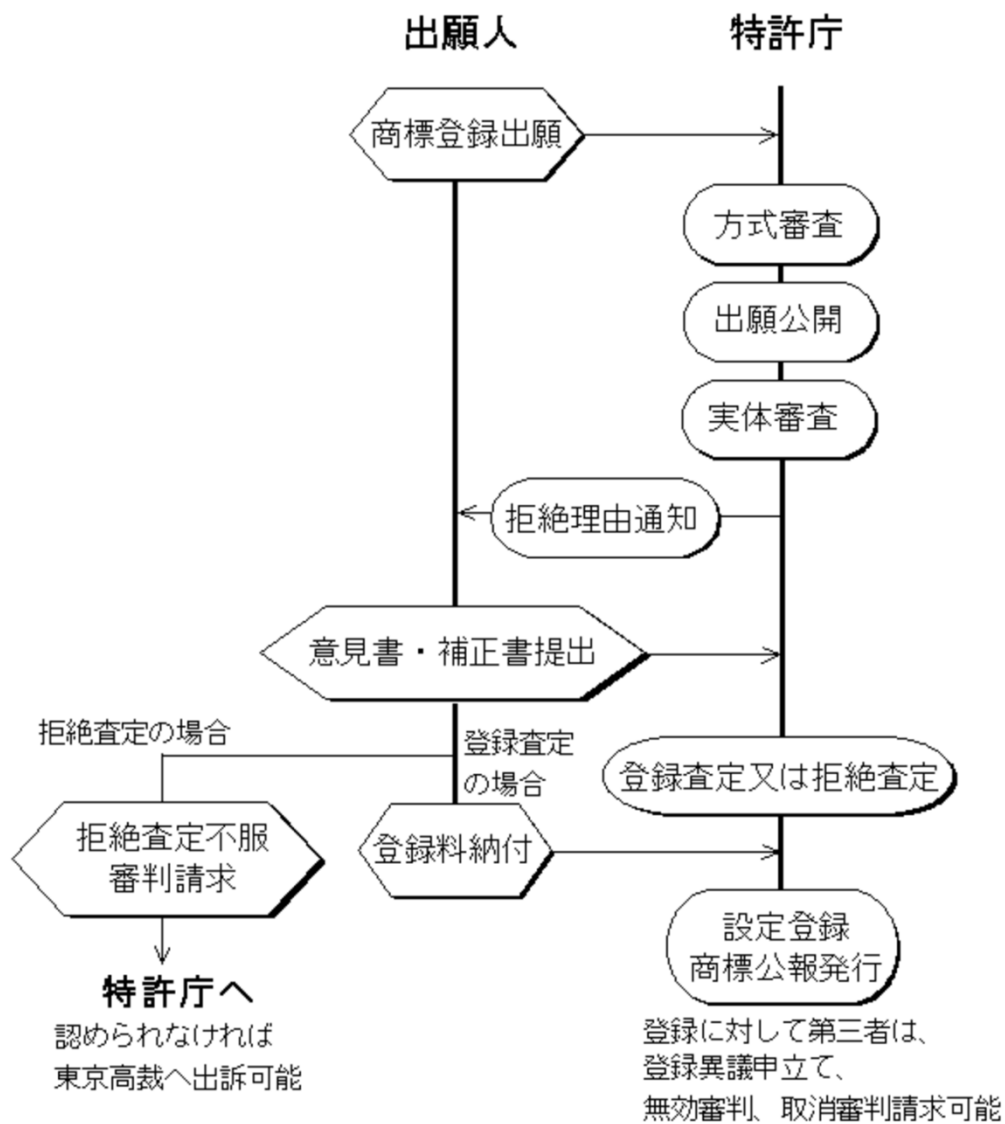 出願人
特許庁
商標登録出願
方式審査
出願公開
実体審査
拒絶理由通知
意見書・補正書提出
拒絶査定の場合
登録査定
の場合
登録査定又は拒絶査定
拒絶査定不服
審判請求
登録料納付
設定登録
商標公報発行
特許庁へ
認められなければ
東京高裁へ出訴可能
登録に対して第三者は、
登録異議申立て、
無効審判、取消審判請求可能